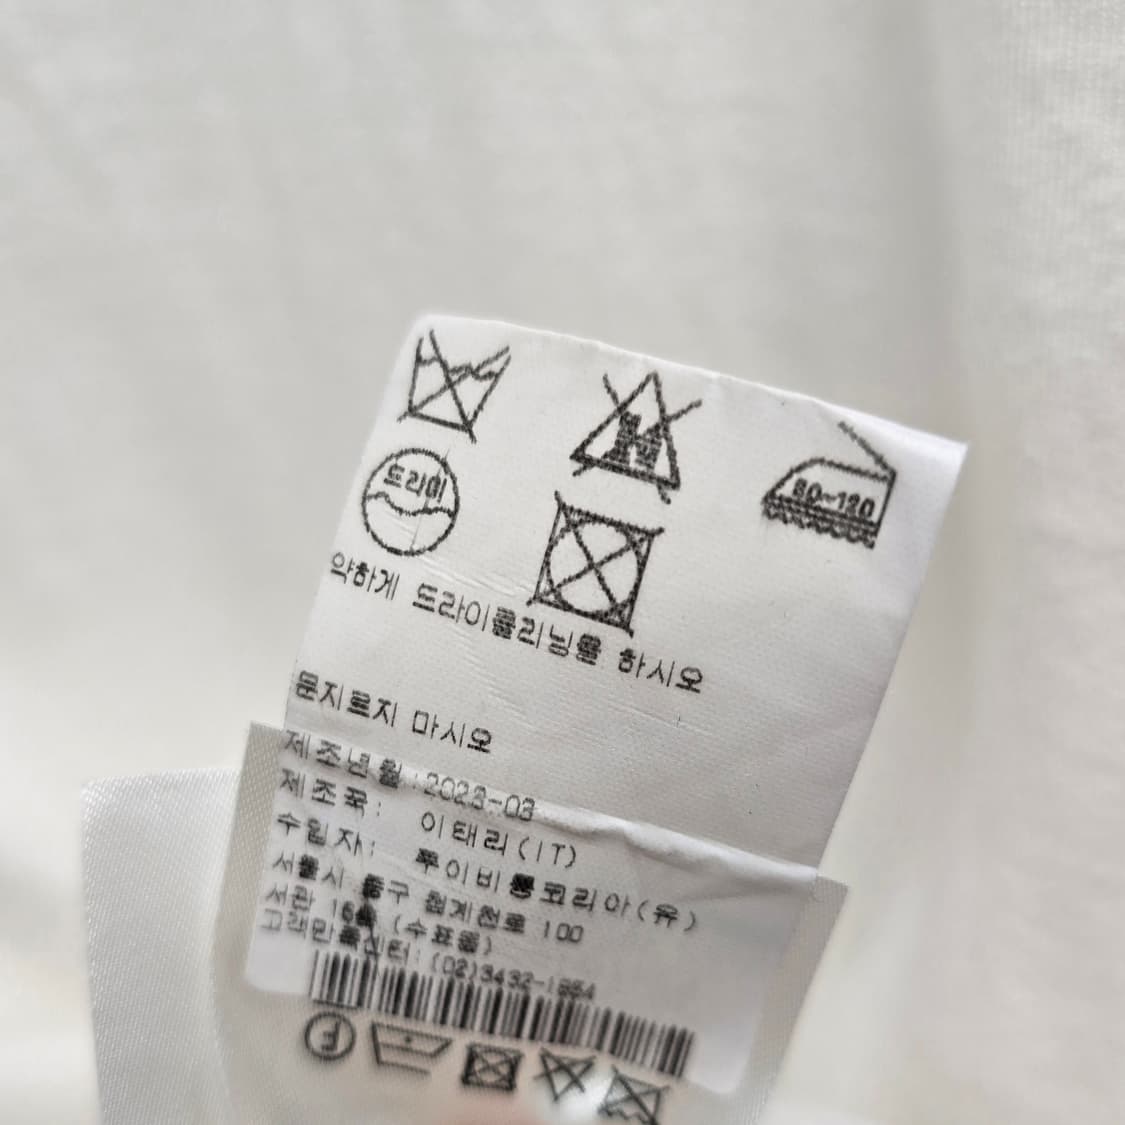 드라이
80~120
약하게 드라이클리닝을 하시오
문지르지 마시오
제조년월:2023-03
제조국: 이태리(IT)
수입자: 루이비통코리아(유)
서울시 중구 청계천로 100
서관 (수표동)
고객만족센터: (02)3432-1854
F